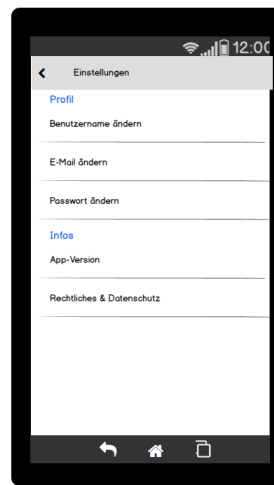 12:00
Einstellungen
Profil
Benutzername ändern
E-Mail ändern
Passwort ändern
Infos
App-Version
Rechtliches & Datenschutz